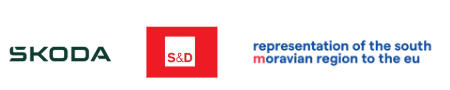 SKODA
S&D
representation of the south
moravian region to the eu